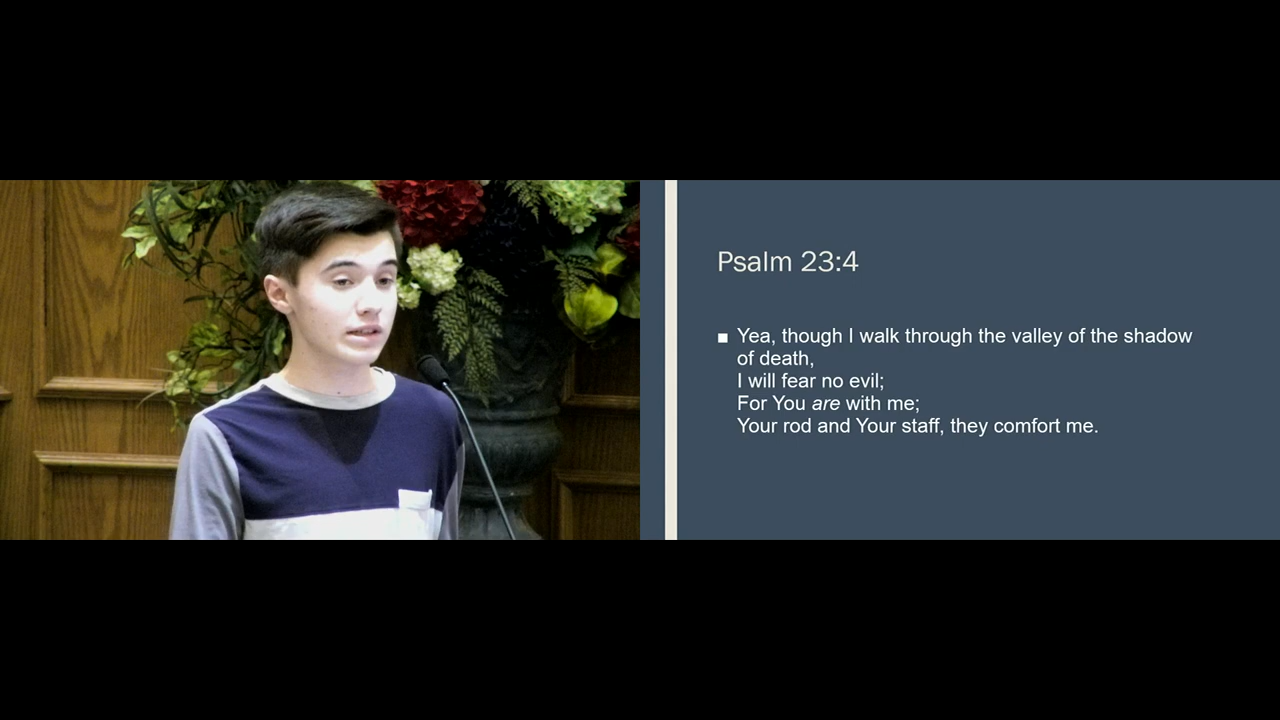 Psalm 23:4
Yea, though I walk through the valley of the shadow
of death,
I will fear no evil;
For You are with me;
Your rod and Your staff, they comfort me.